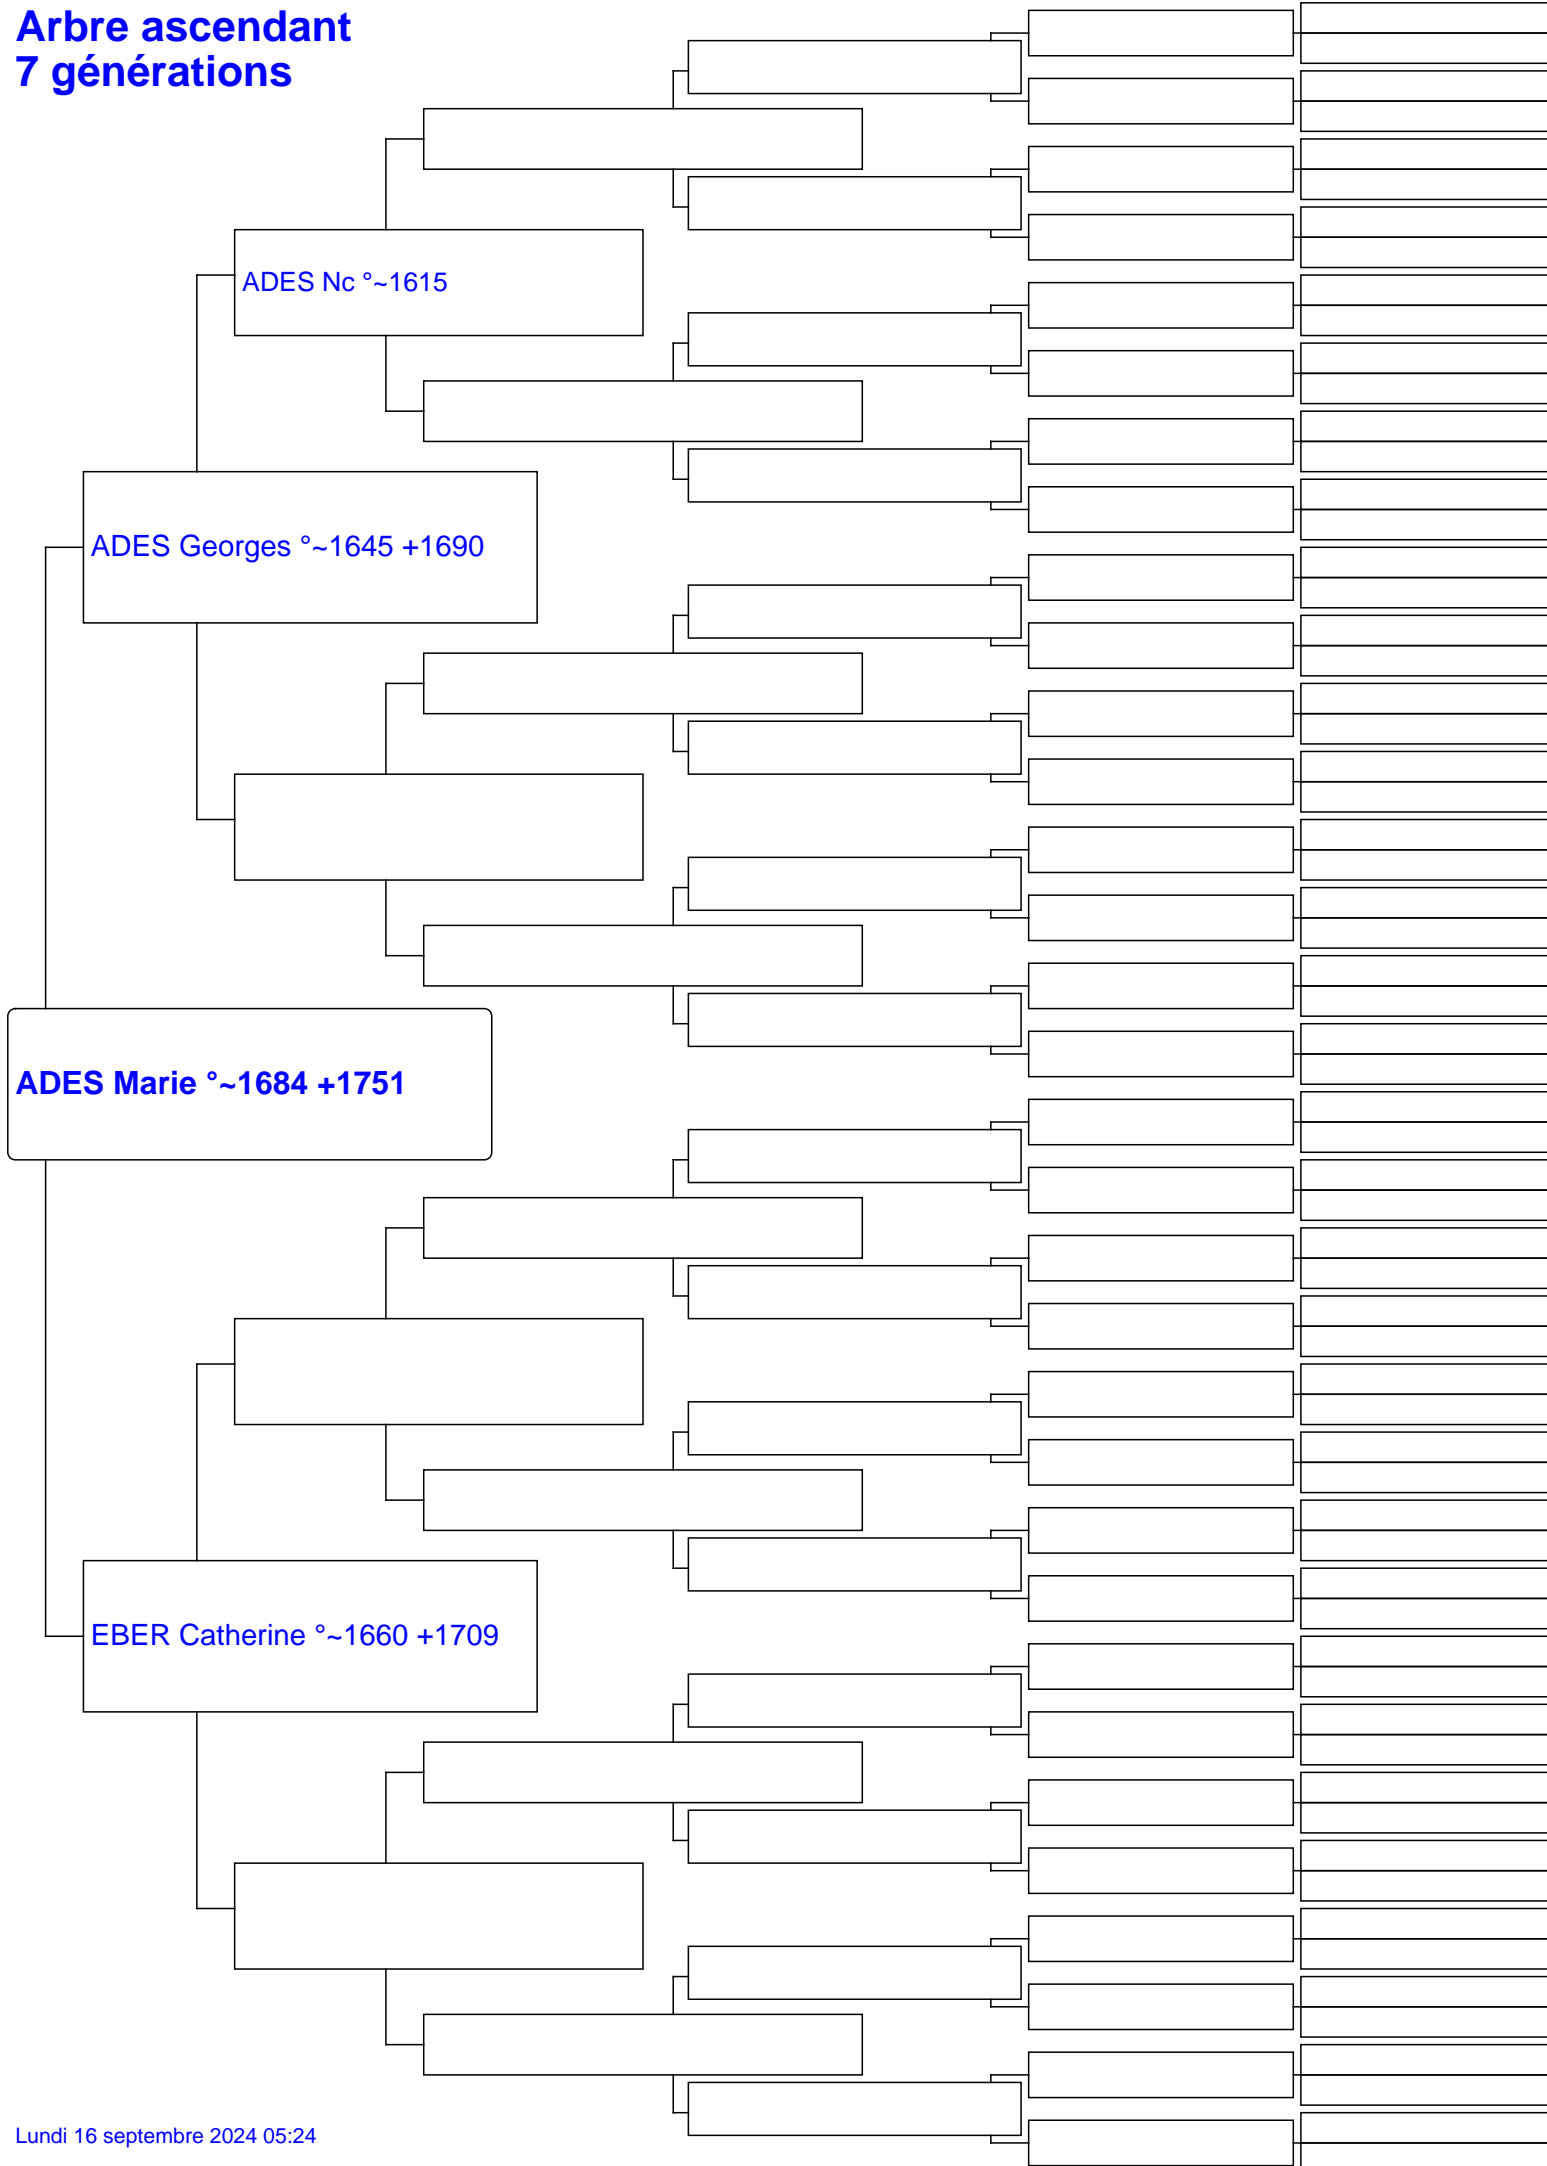 Arbre ascendant
7 générations
ADES Nc °~1615
ADES Georges °~1645 +1690
ADES Marie °~1684 +1751
EBER Catherine °~1660 +1709
Lundi 16 septembre 2024 05:24